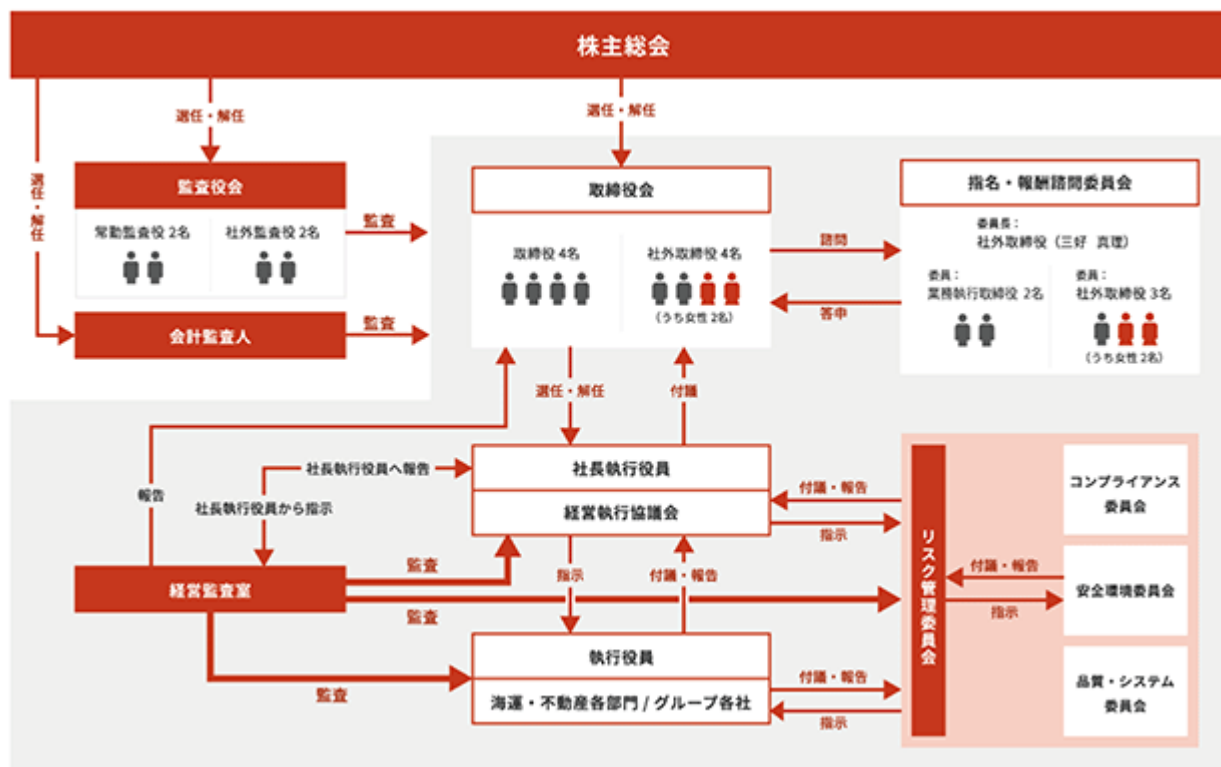 株主総会
選任・解任
選任・解任
選任・解任
監査役会
常勤監査役 2名
社外監査役 2名
監査
会計監査人
監査
取締役会
取締役 4名
社外取締役 4名
(うち女性 2名)
諮問
答申
指名・報酬諮問委員会
委員長：
社外取締役（三好 真理）
委員：
業務執行取締役 2名
委員：
社外取締役 3名
(うち女性 2名)
選任・解任
付議
報告
社長執行役員へ報告
社長執行役員から指示
社長執行役員
経営執行協議会
付議・報告
指示
経営監査室
監査
監査
監査
指示
付議・報告
執行役員
海運・不動産各部門 / グループ各社
付議・報告
指示
リスク管理委員会
コンプライアンス
委員会
付議・報告
指示
安全環境委員会
品質・システム
委員会